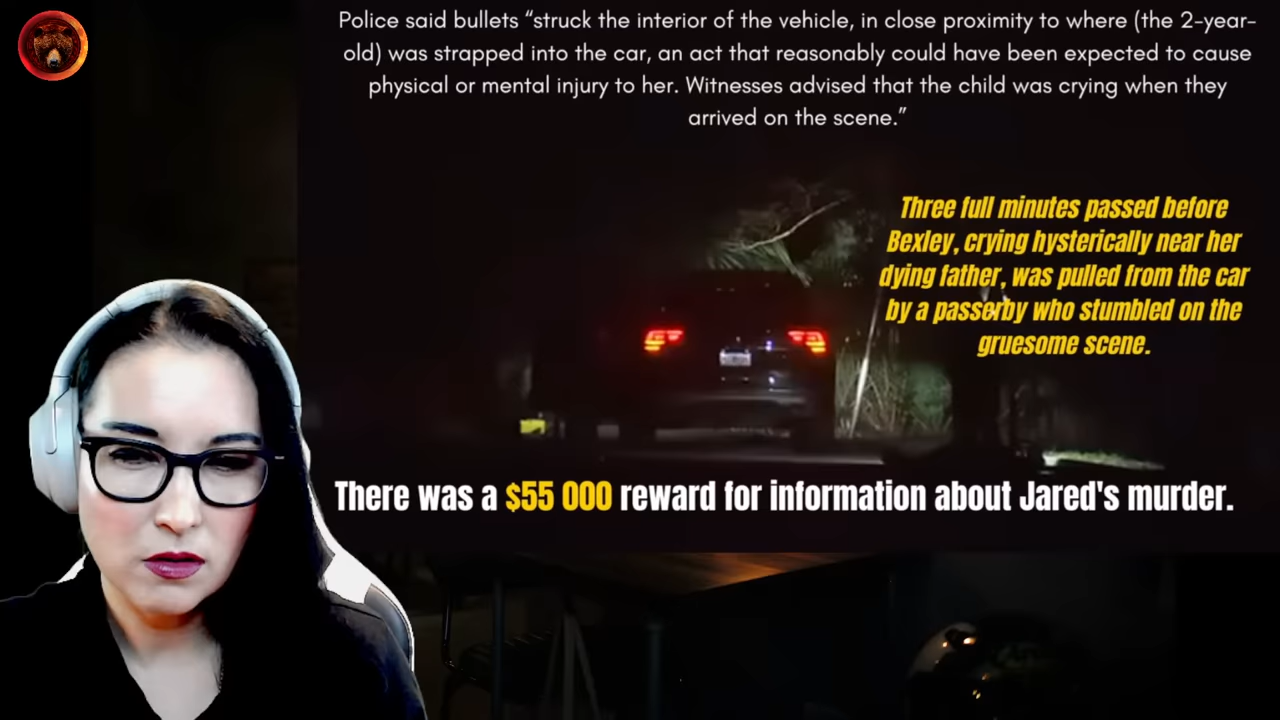 Police said bullets “struck the interior of the vehicle, in close proximity to where (the 2-year-
old) was strapped into the car, an act that reasonably could have been expected to cause
physical or mental injury to her. Witnesses advised that the child was crying when they
arrived on the scene.”
Three full minutes passed before
Bexley, crying hysterically near her
dying father, was pulled from the car
by a passerby who stumbled on the
gruesome scene.
There was a $55 000 reward for information about Jared's murder.